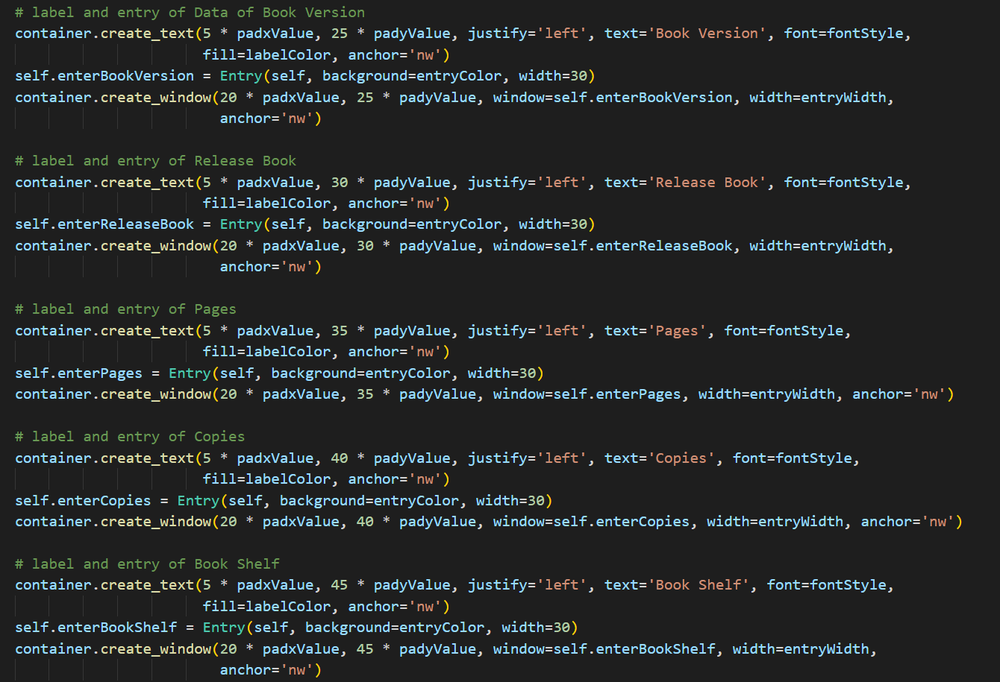 # label and entry of Data of Book Version
container.create_text(5 * padxValue, 25 * padyValue, justify='left', text='Book Version', font=fontStyle,
fill=labelColor, anchor='nw')
self.enterBookVersion = Entry(self, background=entryColor, width=30)
container.create_window(20 * padxValue, 25 * padyValue, window=self.enterBookVersion, width=entryWidth,
anchor='nw')
# label and entry of Release Book
container.create_text(5 * padxValue, 30 * padyValue, justify='left', text='Release Book', font=fontStyle,
fill=labelColor, anchor='nw')
self.enterReleaseBook = Entry(self, background=entryColor, width=30)
container.create_window(20 * padxValue, 30 * padyValue, window=self.enterReleaseBook, width=entryWidth,
anchor='nw')
# label and entry of Pages
container.create_text(5 * padxValue, 35 * padyValue, justify='left', text='Pages', font=fontStyle,
fill=labelColor, anchor='nw')
self.enterPages = Entry(self, background=entryColor, width=30)
container.create_window(20 * padxValue, 35 * padyValue, window=self.enterPages, width=entryWidth, anchor='nw')
# label and entry of Copies
container.create_text(5 * padxValue, 40 * padyValue, justify='left', text='Copies', font=fontStyle,
fill=labelColor, anchor='nw')
self.enterCopies = Entry(self, background=entryColor, width=30)
container.create_window(20 * padxValue, 40 * padyValue, window=self.enterCopies, width=entryWidth, anchor='nw')
# label and entry of Book Shelf
container.create_text(5 * padxValue, 45 * padyValue, justify='left', text='Book Shelf', font=fontStyle,
fill=labelColor, anchor='nw')
self.enterBookShelf = Entry(self, background=entryColor, width=30)
container.create_window(20 * padxValue, 45 * padyValue, window=self.enterBookShelf, width=entryWidth,
anchor='nw')